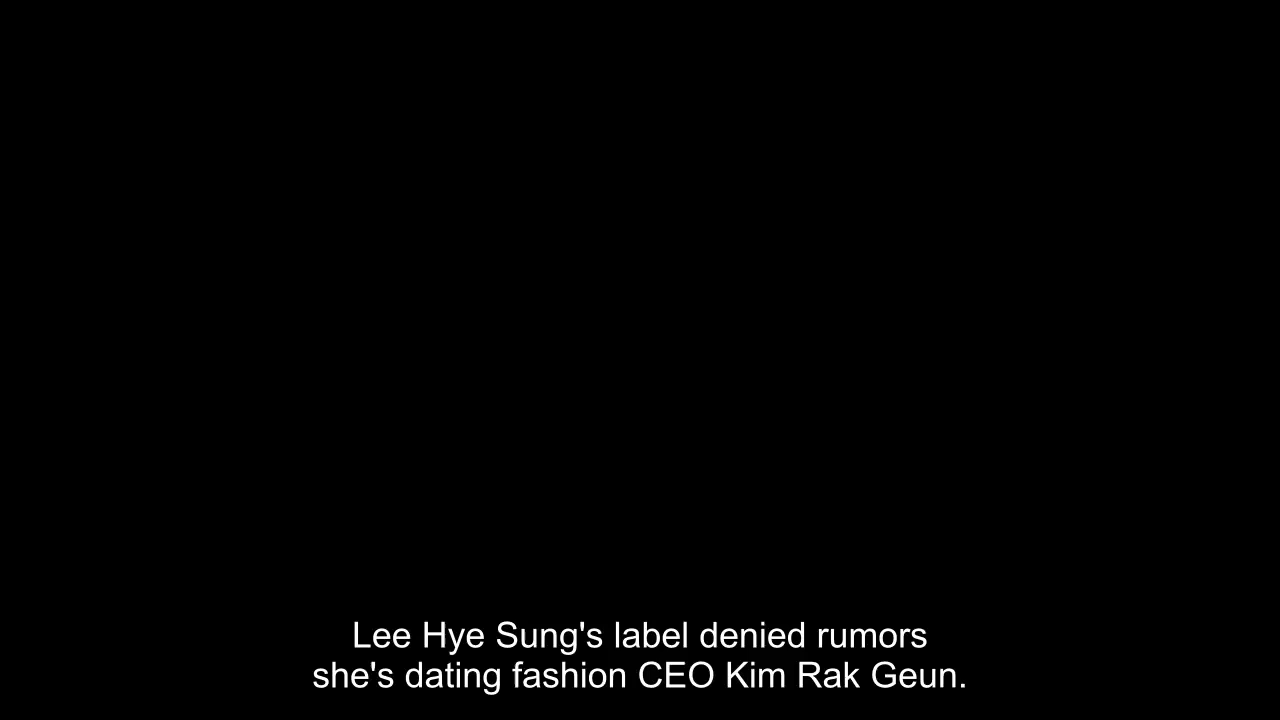 Lee Hye Sung's label denied rumors
she's dating fashion CEO Kim Rak Geun.